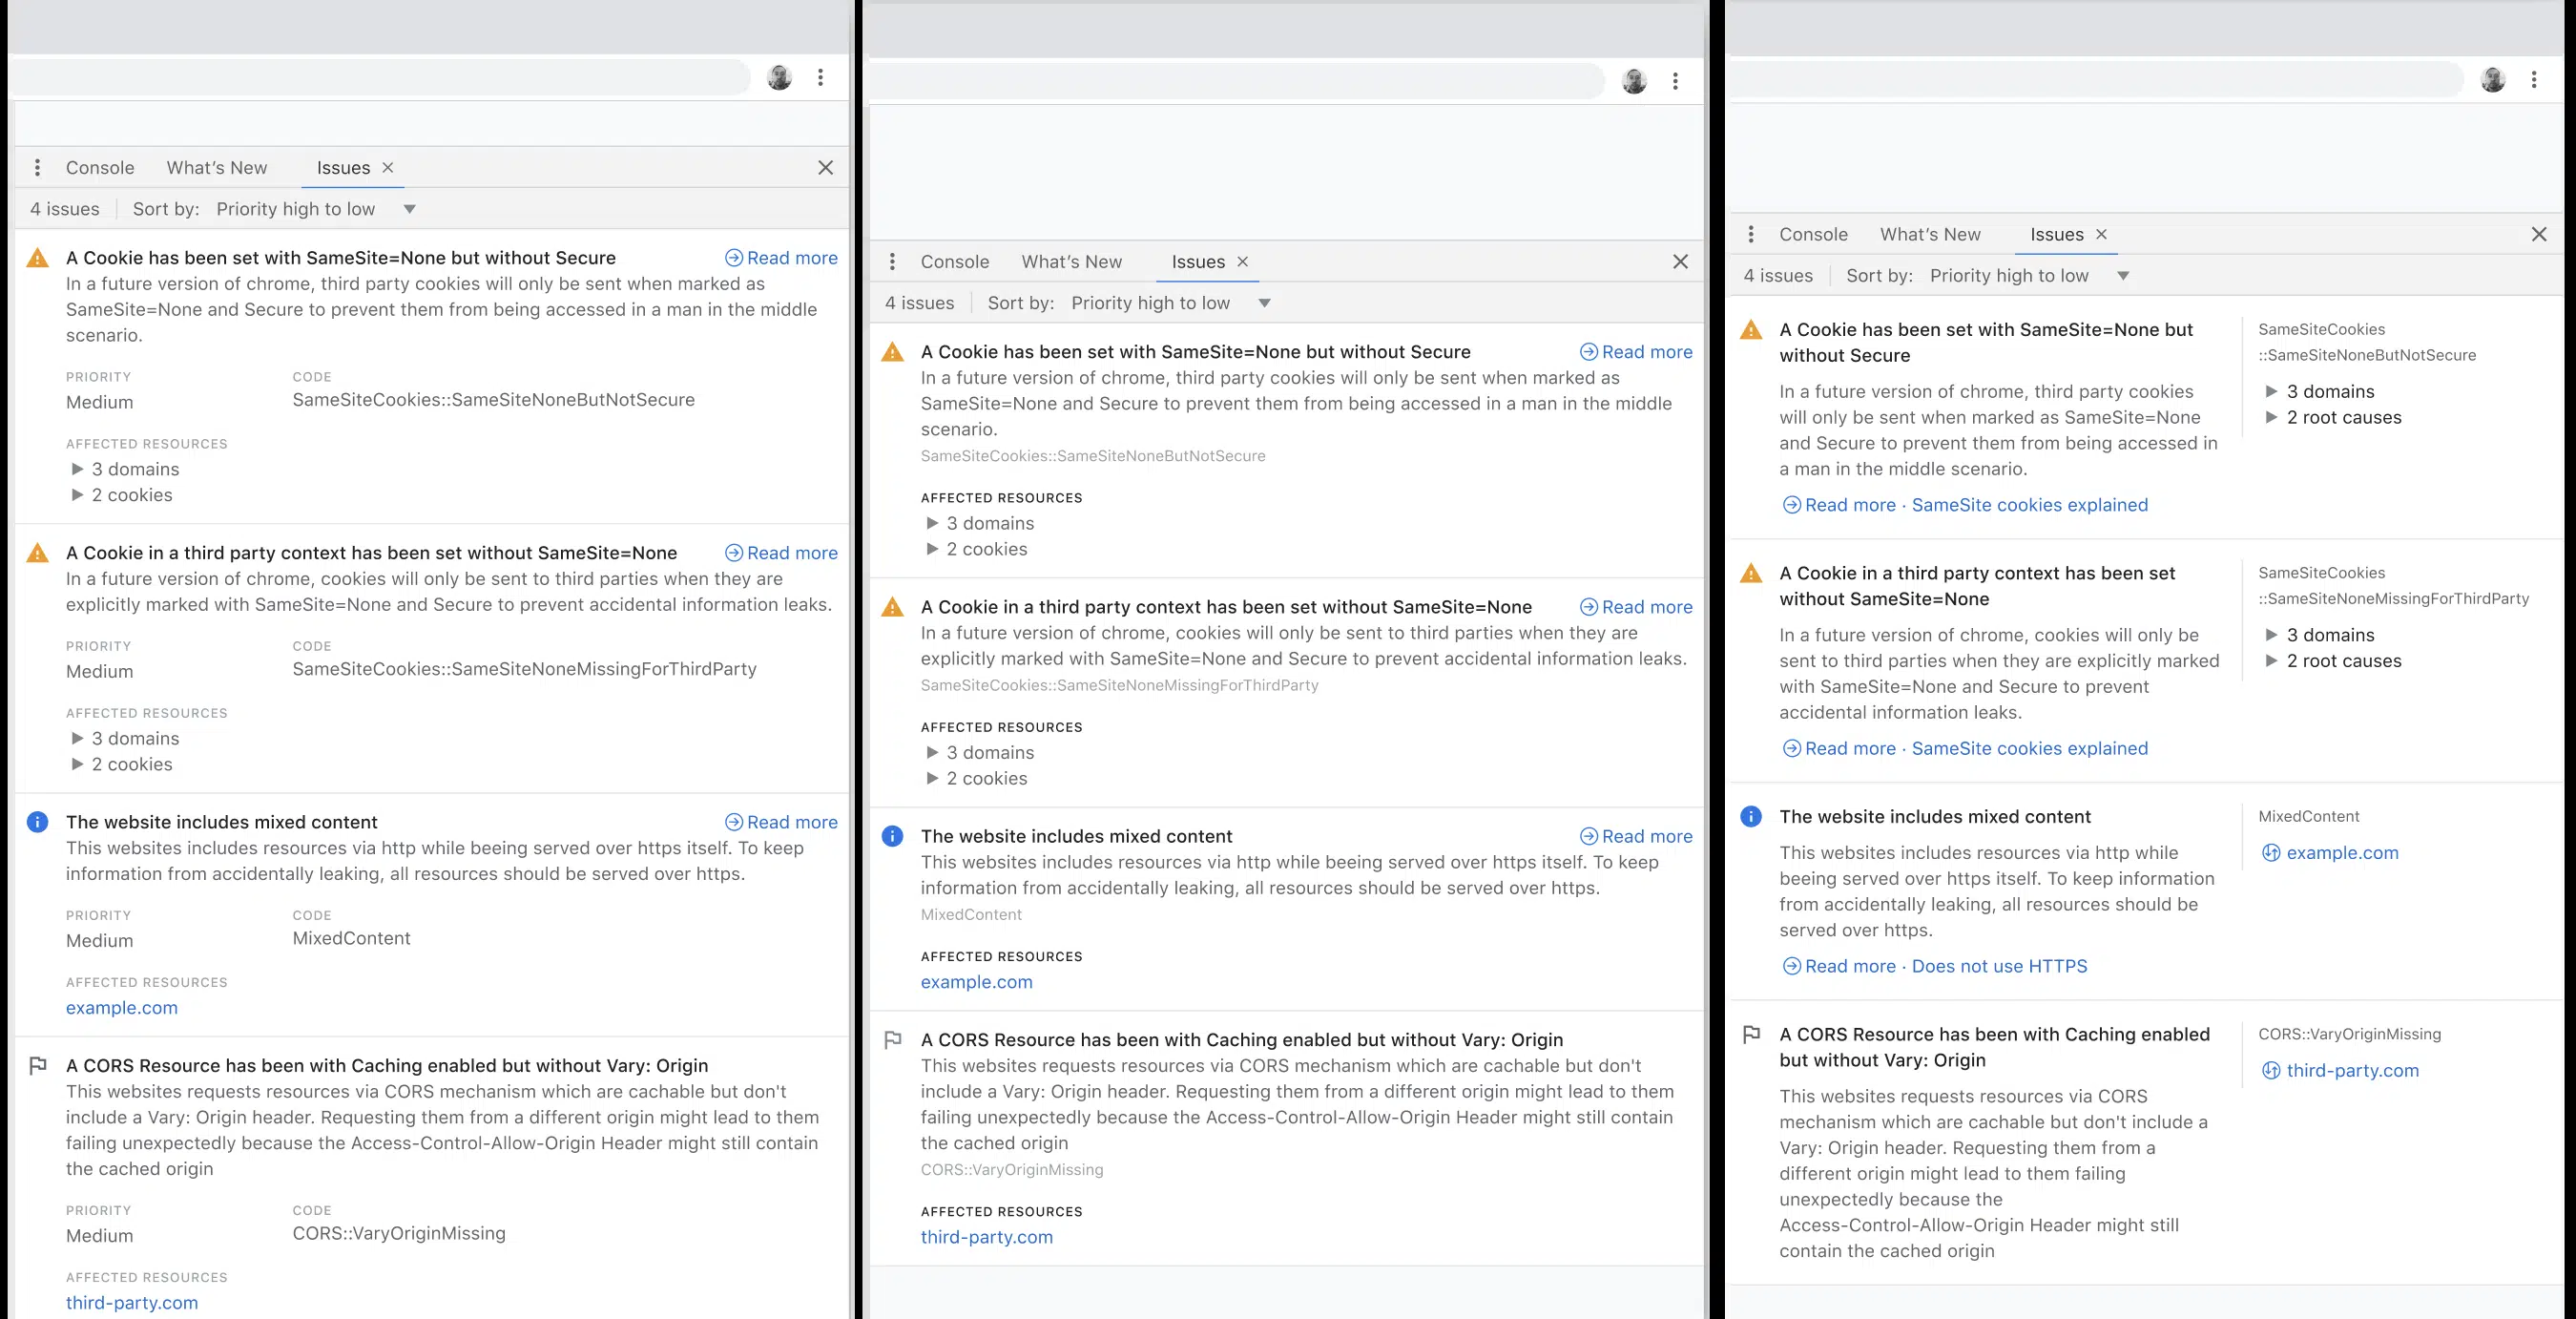 Console What's New Issues
4 issues Sort by: Priority high to low
A Cookie has been set with SameSite=None but without Secure Read more
In a future version of chrome, third party cookies will only be sent when marked as
SameSite=None and Secure to prevent them from being accessed in a man in the middle
scenario.
PRIORITY CODE
Medium SameSiteCookies::SameSiteNoneButNotSecure
AFFECTED RESOURCES
3 domains
2 cookies
A Cookie in a third party context has been set without SameSite=None Read more
In a future version of chrome, cookies will only be sent to third parties when they are
explicitly marked with SameSite=None and Secure to prevent accidental information leaks.
PRIORITY CODE
Medium SameSiteCookies::SameSiteNoneMissingForThirdParty
AFFECTED RESOURCES
3 domains
2 cookies
The website includes mixed content Read more
This websites includes resources via http while beeing served over https itself. To keep
information from accidentally leaking, all resources should be served over https.
PRIORITY CODE
Medium MixedContent
AFFECTED RESOURCES
example.com
A CORS Resource has been with Caching enabled but without Vary: Origin
This websites requests resources via CORS mechanism which are cachable but don't
include a Vary: Origin header. Requesting them from a different origin might lead to them
failing unexpectedly because the Access-Control-Allow-Origin Header might still contain
the cached origin
PRIORITY CODE
Medium CORS::VaryOriginMissing
AFFECTED RESOURCES
third-party.com
Console What's New Issues
4 issues Sort by: Priority high to low
A Cookie has been set with SameSite=None but without Secure Read more
In a future version of chrome, third party cookies will only be sent when marked as
SameSite=None and Secure to prevent them from being accessed in a man in the middle
scenario.
SameSiteCookies::SameSiteNoneButNotSecure
AFFECTED RESOURCES
3 domains
2 cookies
A Cookie in a third party context has been set without SameSite=None Read more
In a future version of chrome, cookies will only be sent to third parties when they are
explicitly marked with SameSite=None and Secure to prevent accidental information leaks.
SameSiteCookies::SameSiteNoneMissingForThirdParty
AFFECTED RESOURCES
3 domains
2 cookies
The website includes mixed content Read more
This websites includes resources via http while beeing served over https itself. To keep
information from accidentally leaking, all resources should be served over https.
MixedContent
AFFECTED RESOURCES
example.com
A CORS Resource has been with Caching enabled but without Vary: Origin
This websites requests resources via CORS mechanism which are cachable but don't
include a Vary: Origin header. Requesting them from a different origin might lead to them
failing unexpectedly because the Access-Control-Allow-Origin Header might still contain
the cached origin
CORS::VaryOriginMissing
AFFECTED RESOURCES
third-party.com
Console What's New Issues
4 issues Sort by: Priority high to low
A Cookie has been set with SameSite=None but
without Secure
In a future version of chrome, third party cookies
will only be sent when marked as SameSite=None
and Secure to prevent them from being accessed in
a man in the middle scenario.
Read more · SameSite cookies explained
SameSiteCookies
::SameSiteNoneButNotSecure
3 domains
2 root causes
A Cookie in a third party context has been set
without SameSite=None
In a future version of chrome, cookies will only be
sent to third parties when they are explicitly marked
with SameSite=None and Secure to prevent
accidental information leaks.
Read more · SameSite cookies explained
SameSiteCookies
::SameSiteNoneMissingForThirdParty
3 domains
2 root causes
The website includes mixed content
This websites includes resources via http while
beeing served over https itself. To keep information
from accidentally leaking, all resources should be
served over https.
Read more · Does not use HTTPS
MixedContent
example.com
A CORS Resource has been with Caching enabled
but without Vary: Origin
This websites requests resources via CORS
mechanism which are cachable but don't include a
Vary: Origin header. Requesting them from a
different origin might lead to them failing
unexpectedly because the
Access-Control-Allow-Origin Header might still
contain the cached origin
CORS::VaryOriginMissing
third-party.com